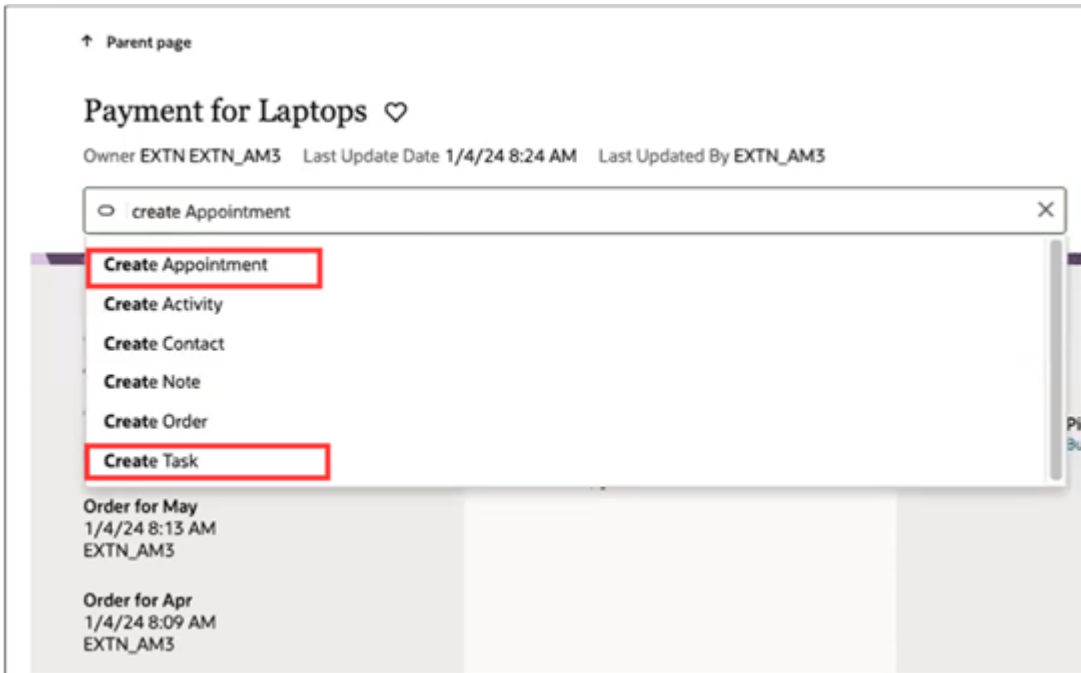 Parent page
Payment for Laptops
Owner EXTN EXTN_AM3 Last Update Date 1/4/24 8:24 AM Last Updated By EXTN_AM3
create Appointment
Create Appointment
Create Activity
Create Contact
Create Note
Create Order
Create Task
Order for May
1/4/24 8:13 AM
EXTN_AM3
Order for Apr
1/4/24 8:09 AM
EXTN_AM3